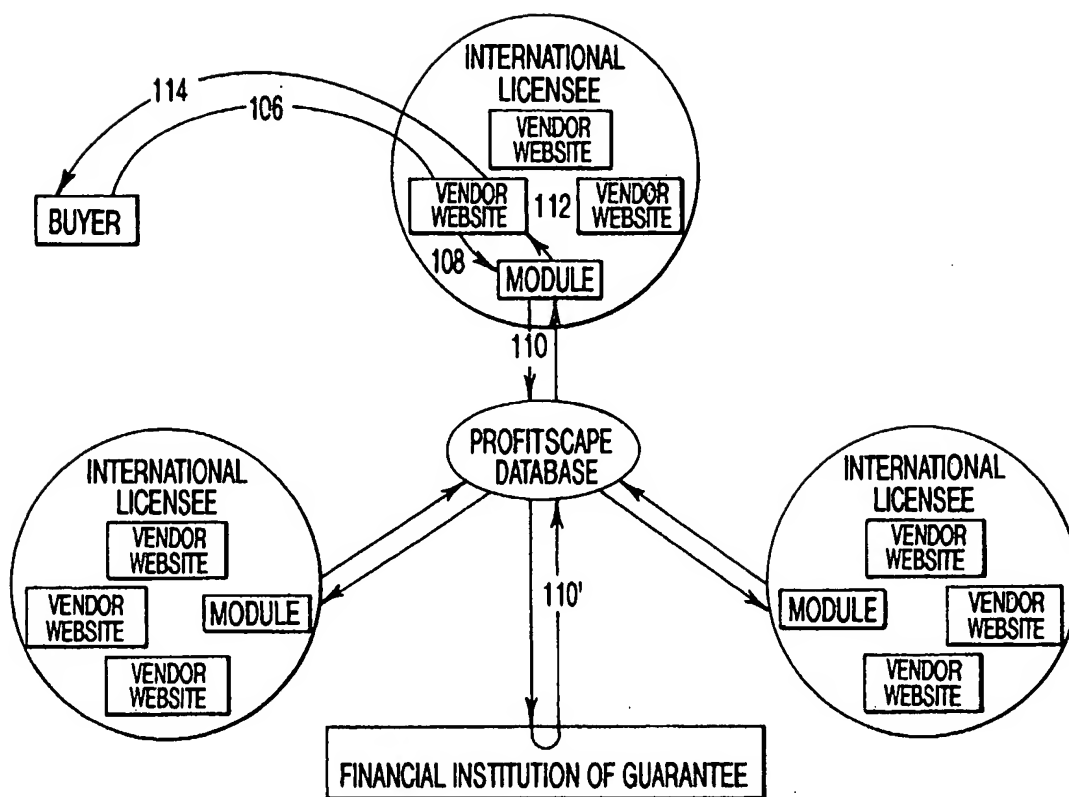 INTERNATIONAL
LICENSEE
VENDOR
WEBSITE
VENDOR
WEBSITE
112
VENDOR
WEBSITE
108
MODULE
114
106
BUYER
110
PROFITSCAPE
DATABASE
INTERNATIONAL
LICENSEE
VENDOR
WEBSITE
VENDOR
WEBSITE
MODULE
VENDOR
WEBSITE
110'
INTERNATIONAL
LICENSEE
VENDOR
WEBSITE
MODULE
VENDOR
WEBSITE
VENDOR
WEBSITE
FINANCIAL INSTITUTION OF GUARANTEE